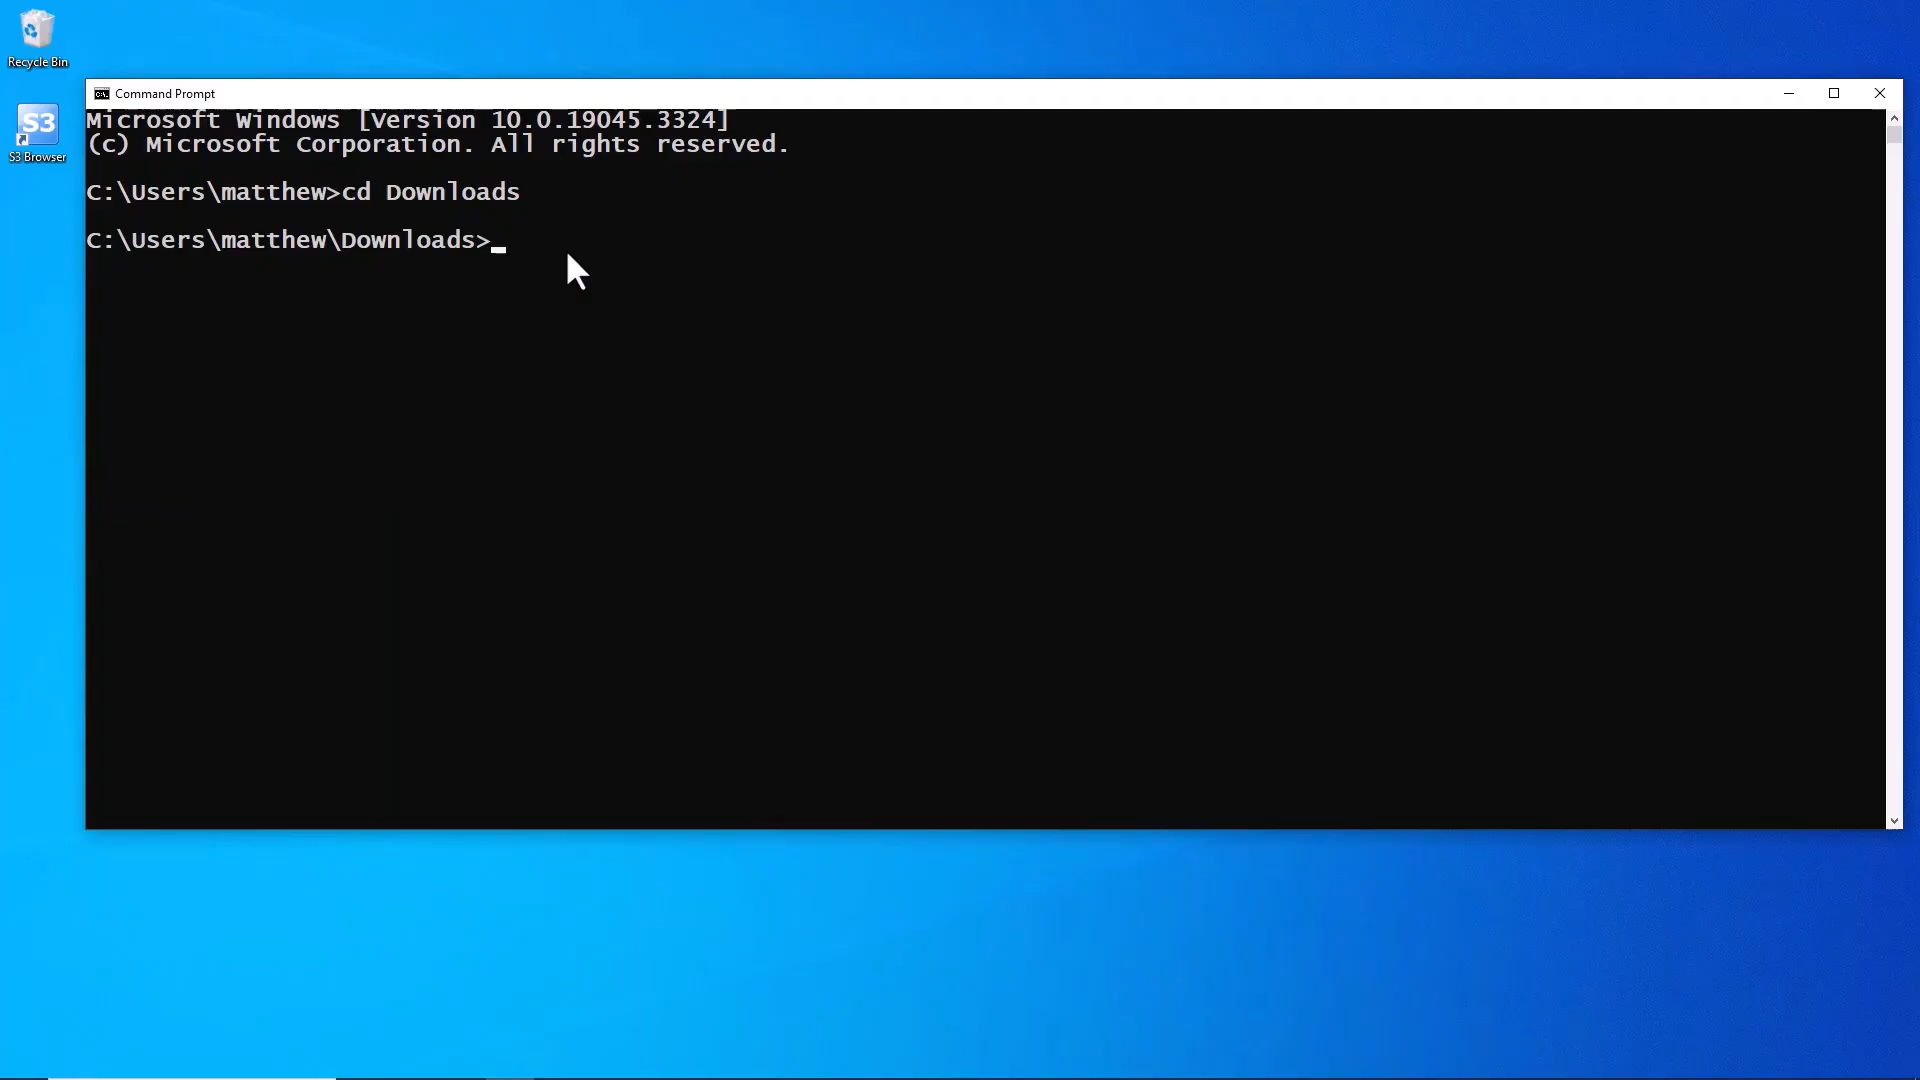 Recycle Bin
S3
S3 Browser
Command Prompt
Microsoft Windows [Version 10.0.19045.3324]
(c) Microsoft Corporation. All rights reserved.
C:\Users\matthew>cd Downloads
C:\Users\matthew\Downloads>